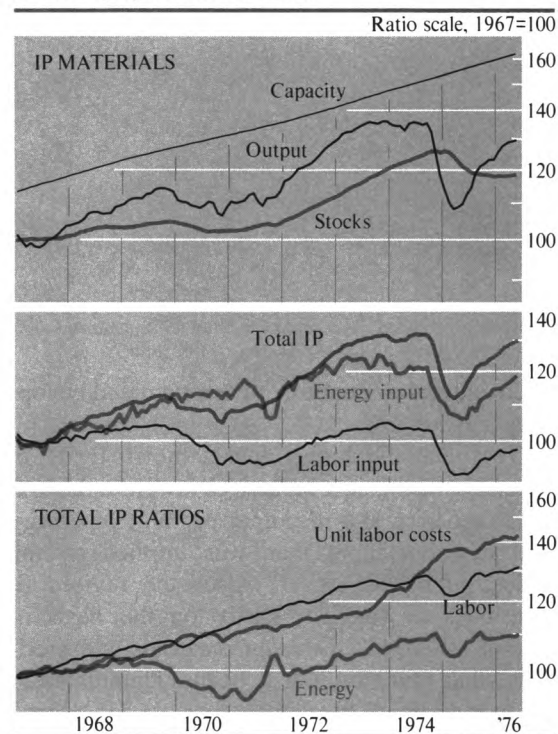 Ratio scale, 1967=100
IP MATERIALS
160
Capacity
140
Output
120
Stocks
100
140
Total IP
120
Energy input
100
Labor input
TOTAL IP RATIOS
160
Unit labor costs
140
120
Labor
100
Energy
1968 1970 1972 1974 '76